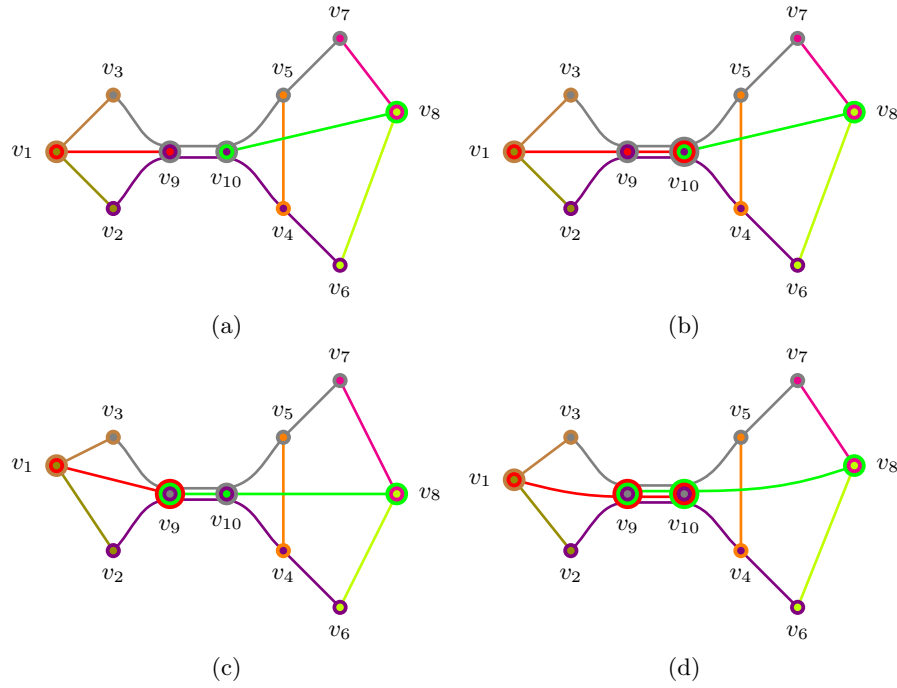 v7 v7
v3 v5 v3 v5
v8 v8
v1 v1
v9 v10 v9 v10
v2 v4 v2 v4
v6 v6
(a) (b)
v7 v7
v3 v5 v3 v5
v1 v8 v1 v8
v9 v10 v9 v10
v2 v4 v2 v4
v6 v6
(c) (d)